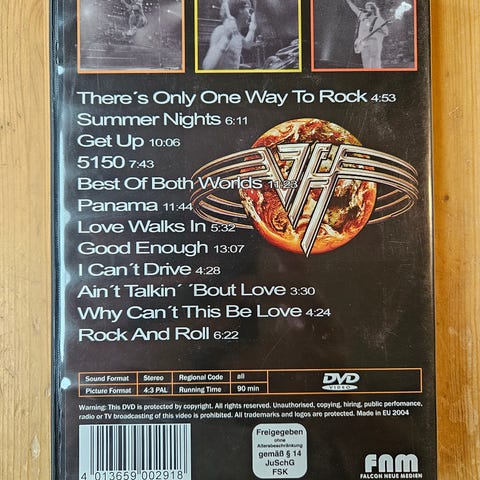 There´s Only One Way To Rock 4:53
Summer Nights 6:11
Get Up 10:06
5150 7:43
Best Of Both Worlds 11:23
Panama 11:44
Love Walks In 5:32
Good Enough 13:07
I Can´t Drive 4:28
Ain´t Talkin´ ´Bout Love 3:30
Why Can´t This Be Love 4:24
Rock And Roll 6:22
VH
Sound Format Stereo Regional Code all
Picture Format 4:3 PAL Running Time 90 min
DVD
VIDEO
Warning: This DVD is protected by copyright. All rights reserved. Unauthorised, copying, hiring, public perfomance,
radio or TV broadcasting of this video is prohibited. All trademarks and logos are protected. Made in EU 2004
4 013659 002918
Freigegeben
ohne
Altersbeschränkung
gemäß § 14
JuSchG
FSK
FNM
FALCON NEUE MEDIEN